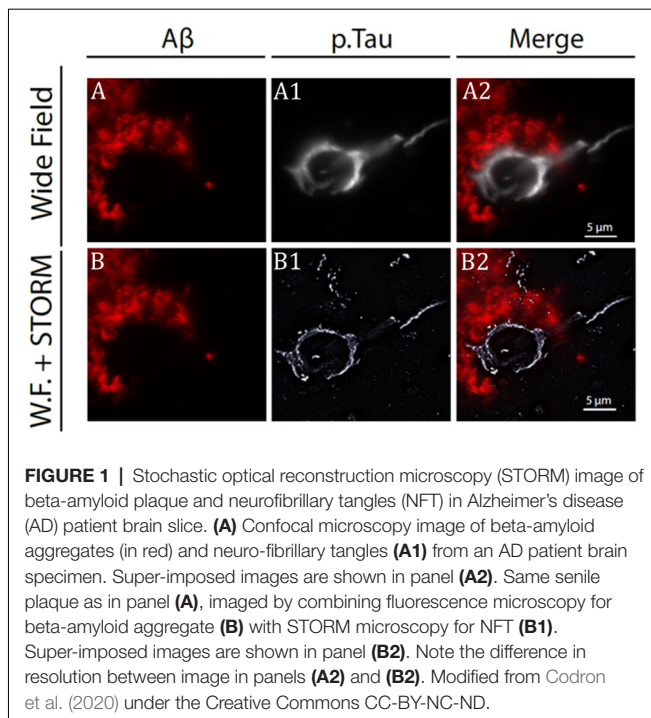 Aβ p.Tau Merge
Wide Field
A A1 A2
5 µm
W.F. + STORM
B B1 B2
5 µm
FIGURE 1 | Stochastic optical reconstruction microscopy (STORM) image of
beta-amyloid plaque and neurofibrillary tangles (NFT) in Alzheimer's disease
(AD) patient brain slice. (A) Confocal microscopy image of beta-amyloid
aggregates (in red) and neuro-fibrillary tangles (A1) from an AD patient brain
specimen. Super-imposed images are shown in panel (A2). Same senile
plaque as in panel (A), imaged by combining fluorescence microscopy for
beta-amyloid aggregate (B) with STORM microscopy for NFT (B1).
Super-imposed images are shown in panel (B2). Note the difference in
resolution between image in panels (A2) and (B2). Modified from Codron
et al. (2020) under the Creative Commons CC-BY-NC-ND.